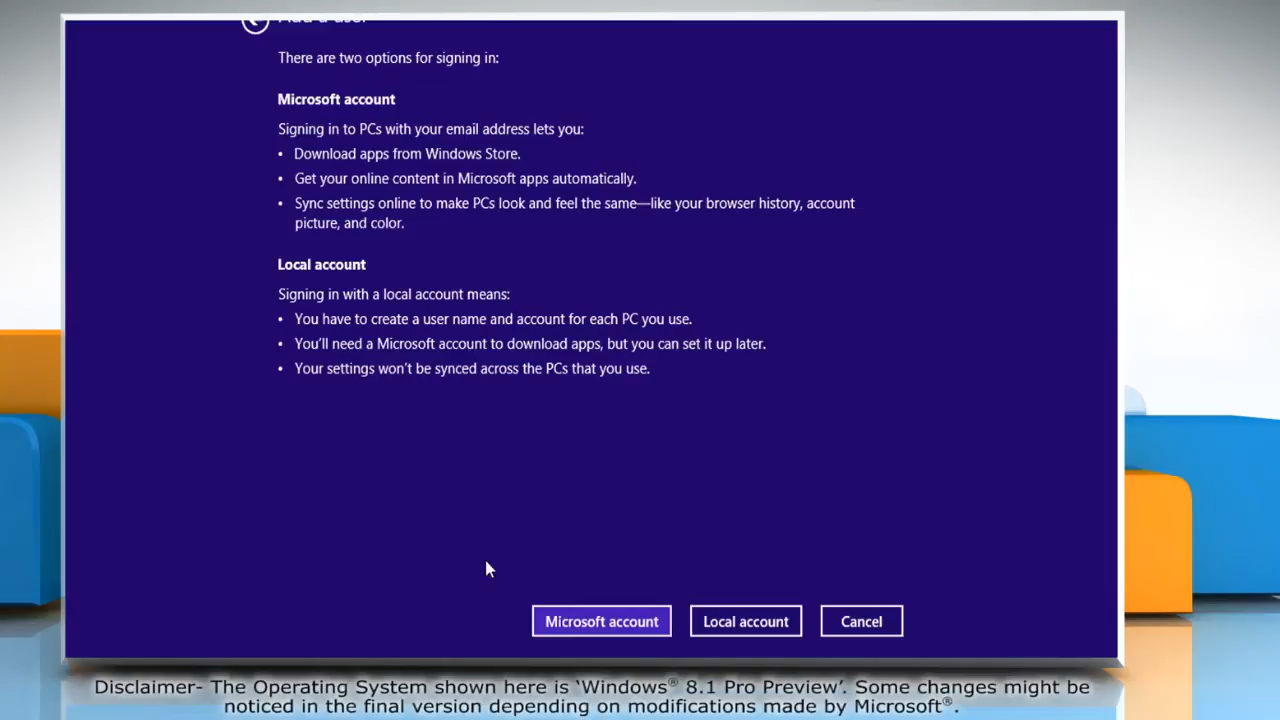 Add a user
There are two options for signing in:
Microsoft account
Signing in to PCs with your email address lets you:
• Download apps from Windows Store.
• Get your online content in Microsoft apps automatically.
• Sync settings online to make PCs look and feel the same—like your browser history, account
picture, and color.
Local account
Signing in with a local account means:
• You have to create a user name and account for each PC you use.
• You'll need a Microsoft account to download apps, but you can set it up later.
• Your settings won't be synced across the PCs that you use.
Microsoft account Local account Cancel
Disclaimer- The Operating System shown here is ‘Windows® 8.1 Pro Preview’. Some changes might be
noticed in the final version depending on modifications made by Microsoft®.